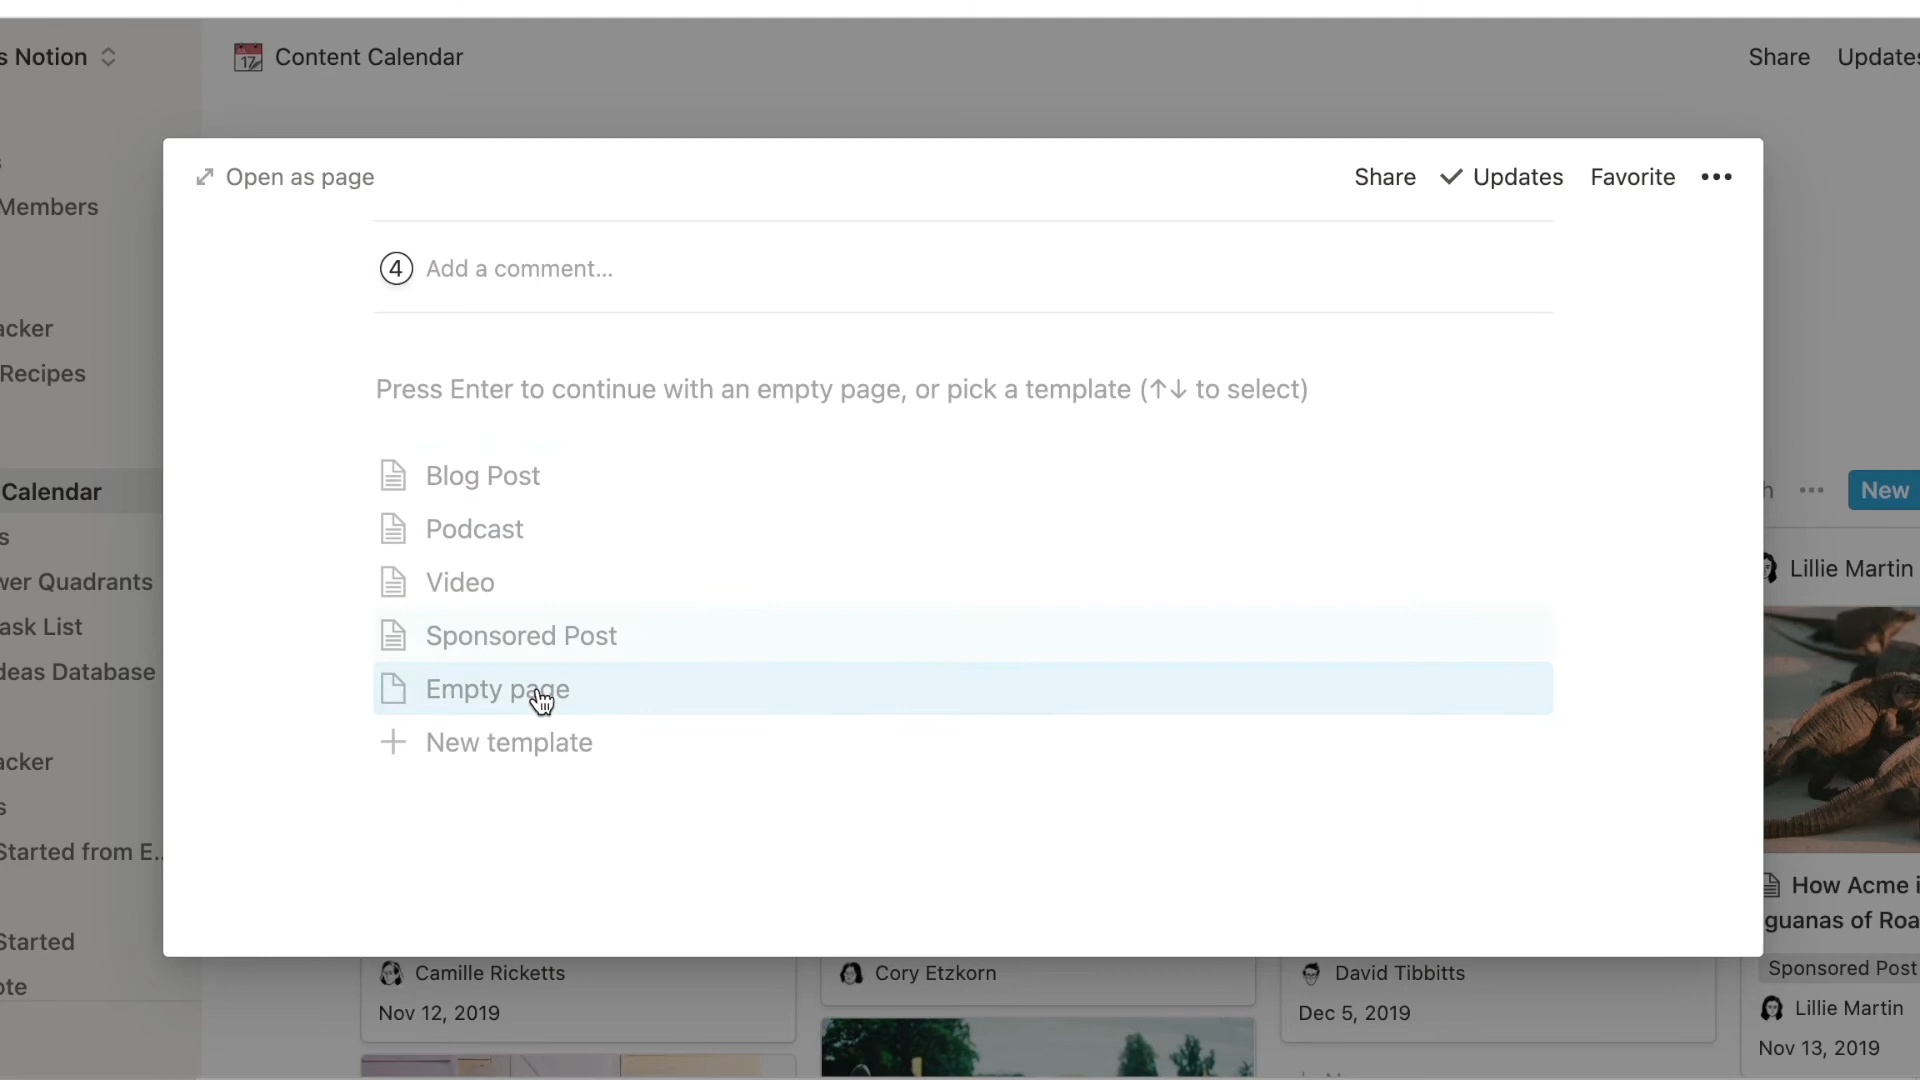 s Notion
Content Calendar
Share Updates
Members
acker
Recipes
Calendar
s
wer Quadrants
ask List
deas Database
acker
s
Started from E...
Started
ote
Open as page
Share Updates Favorite •••
4 Add a comment...
Press Enter to continue with an empty page, or pick a template (↑↓ to select)
Blog Post
Podcast
Video
Sponsored Post
Empty page
+ New template
h ••• New
Lillie Martin
How Acme i
guanas of Roa
Sponsored Post
Lillie Martin
Nov 13, 2019
Camille Ricketts
Nov 12, 2019
Cory Etzkorn
David Tibbitts
Dec 5, 2019